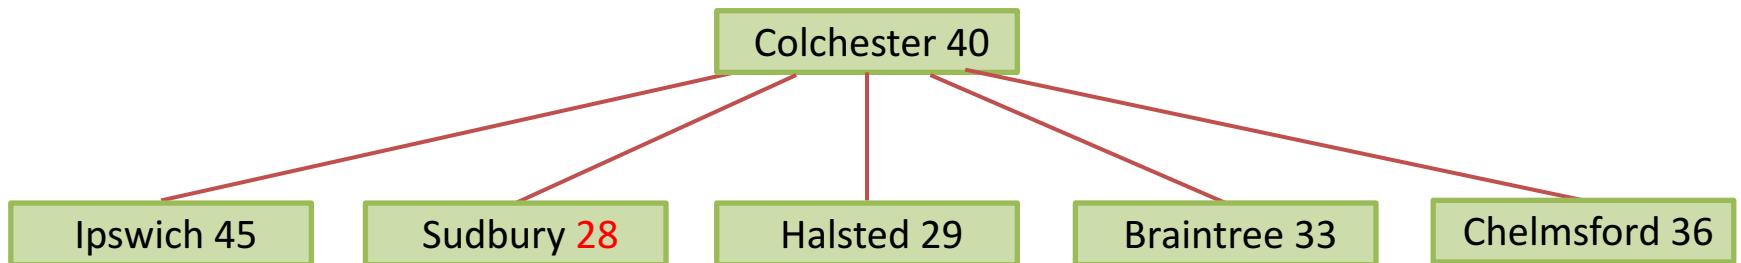 Colchester 40
Ipswich 45
Sudbury 28
Halsted 29
Braintree 33
Chelmsford 36